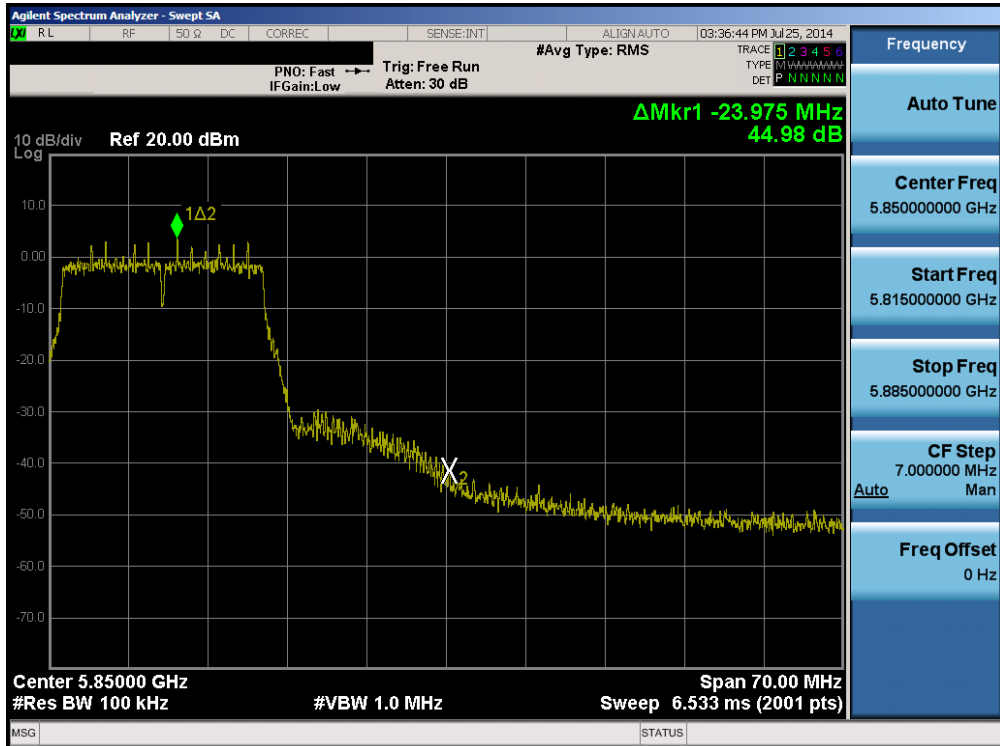 Agilent Spectrum Analyzer - Swept SA
LXI RL RF 50 Ω DC CORREC SENSE:INT ALIGN AUTO 03:36:44 PM Jul 25, 2014
#Avg Type: RMS
TRACE 1 2 3 4 5 6
PNO: Fast Trig: Free Run
TYPE M WWWWW
IFGain:Low Atten: 30 dB
DET P N N N N N
ΔMkr1 -23.975 MHz
44.98 dB
10 dB/div Ref 20.00 dBm
Log
10.0
0.00
-10.0
-20.0
-30.0
-40.0
-50.0
-60.0
-70.0
1Δ2
X2
Center 5.85000 GHz Span 70.00 MHz
#Res BW 100 kHz #VBW 1.0 MHz Sweep 6.533 ms (2001 pts)
MSG STATUS
Frequency
Auto Tune
Center Freq
5.850000000 GHz
Start Freq
5.815000000 GHz
Stop Freq
5.885000000 GHz
CF Step
7.000000 MHz
Auto Man
Freq Offset
0 Hz